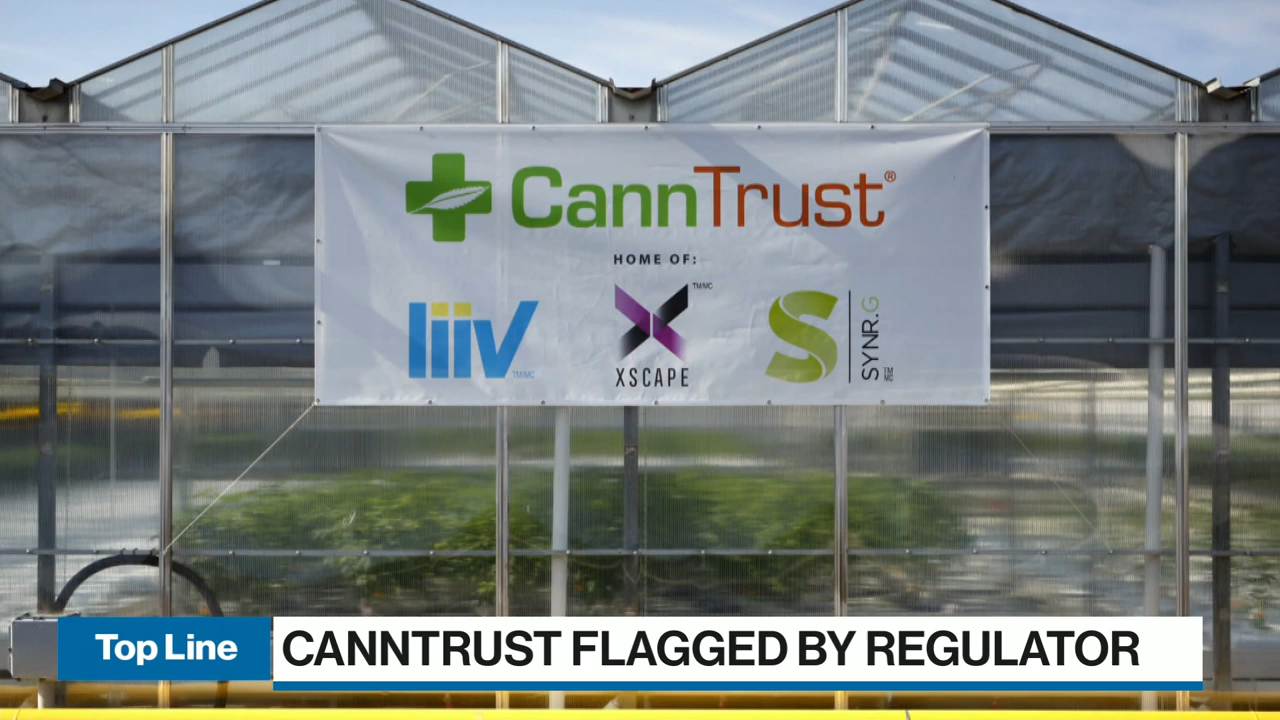 CannTrust®
HOME OF:
liiv TM/MC
XSCAPE TM/MC
S SYNR.G TM MC
Top Line
CANNTRUST FLAGGED BY REGULATOR